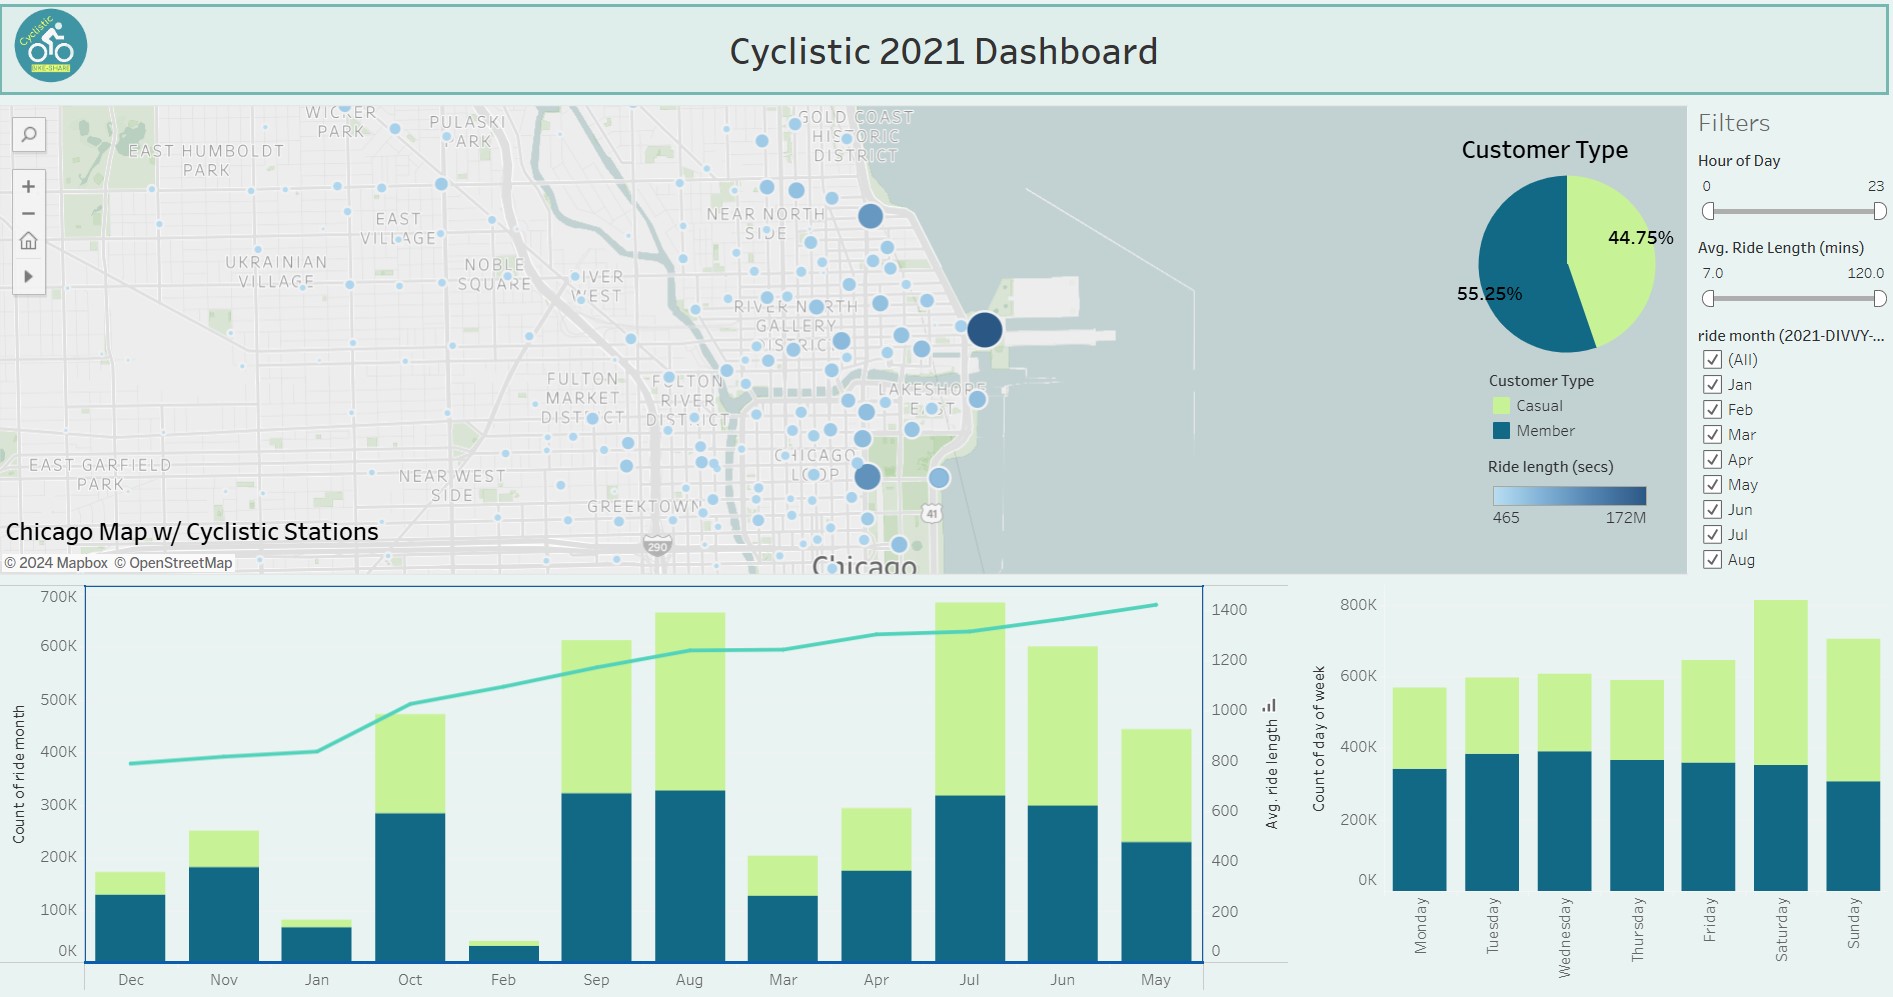 Cyclistic
BIKE-SHARE
Cyclistic 2021 Dashboard
WICKER
PARK
PULASKI
PARK
GOLD COAST
HISTORIC
DISTRICT
EAST HUMBOLDT
PARK
EAST
VILLAGE
NEAR NORTH
SIDE
UKRAINIAN
VILLAGE
NOBLE
SQUARE
RIVER
WEST
RIVER NORTH
GALLERY
DISTRICT
FULTON
MARKET
DISTRICT
FULTON
RIVER
DISTRICT
LAKESHORE
EAST
EAST GARFIELD
PARK
NEAR WEST
SIDE
CHICAGO
LOOP
GREEKTOWN
41
290
Chicago
Chicago Map w/ Cyclistic Stations
© 2024 Mapbox © OpenStreetMap
Customer Type
44.75%
55.25%
Customer Type
Casual
Member
Ride length (secs)
465 172M
Filters
Hour of Day
0 23
Avg. Ride Length (mins)
7.0 120.0
ride month (2021-DIVVY-...
(All)
Jan
Feb
Mar
Apr
May
Jun
Jul
Aug
Count of ride month
700K
600K
500K
400K
300K
200K
100K
0K
Dec Nov Jan Oct Feb Sep Aug Mar Apr Jul Jun May
1400
1200
1000
800
600
400
200
0
Avg. ride length
Count of day of week
800K
600K
400K
200K
0K
Monday Tuesday Wednesday Thursday Friday Saturday Sunday